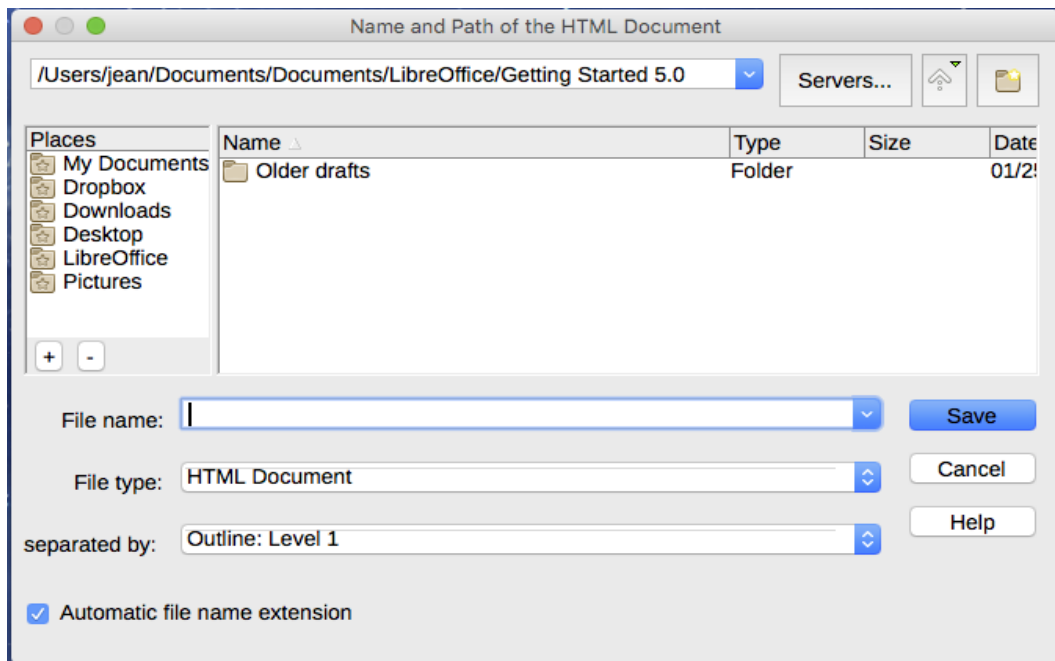 Name and Path of the HTML Document
/Users/jean/Documents/Documents/LibreOffice/Getting Started 5.0
Servers...
Places
My Documents
Dropbox
Downloads
Desktop
LibreOffice
Pictures
+ -
Name Type Size Date
Older drafts Folder 01/25
File name:
Save
File type: HTML Document
Cancel
separated by: Outline: Level 1
Help
Automatic file name extension